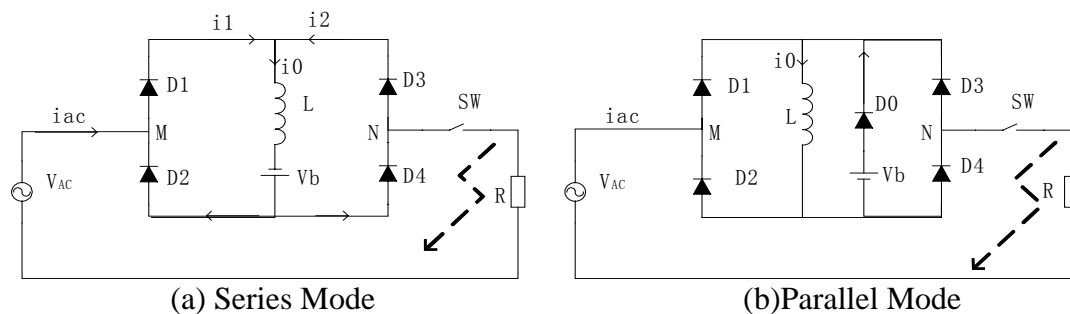 i1 i2
i0
D1 D3
L SW
iac
M N
D2 Vb D4
VAC
R
(a) Series Mode
i0
D1 D3
D0 SW
iac
L
M N
D2 Vb D4
VAC
R
(b)Parallel Mode